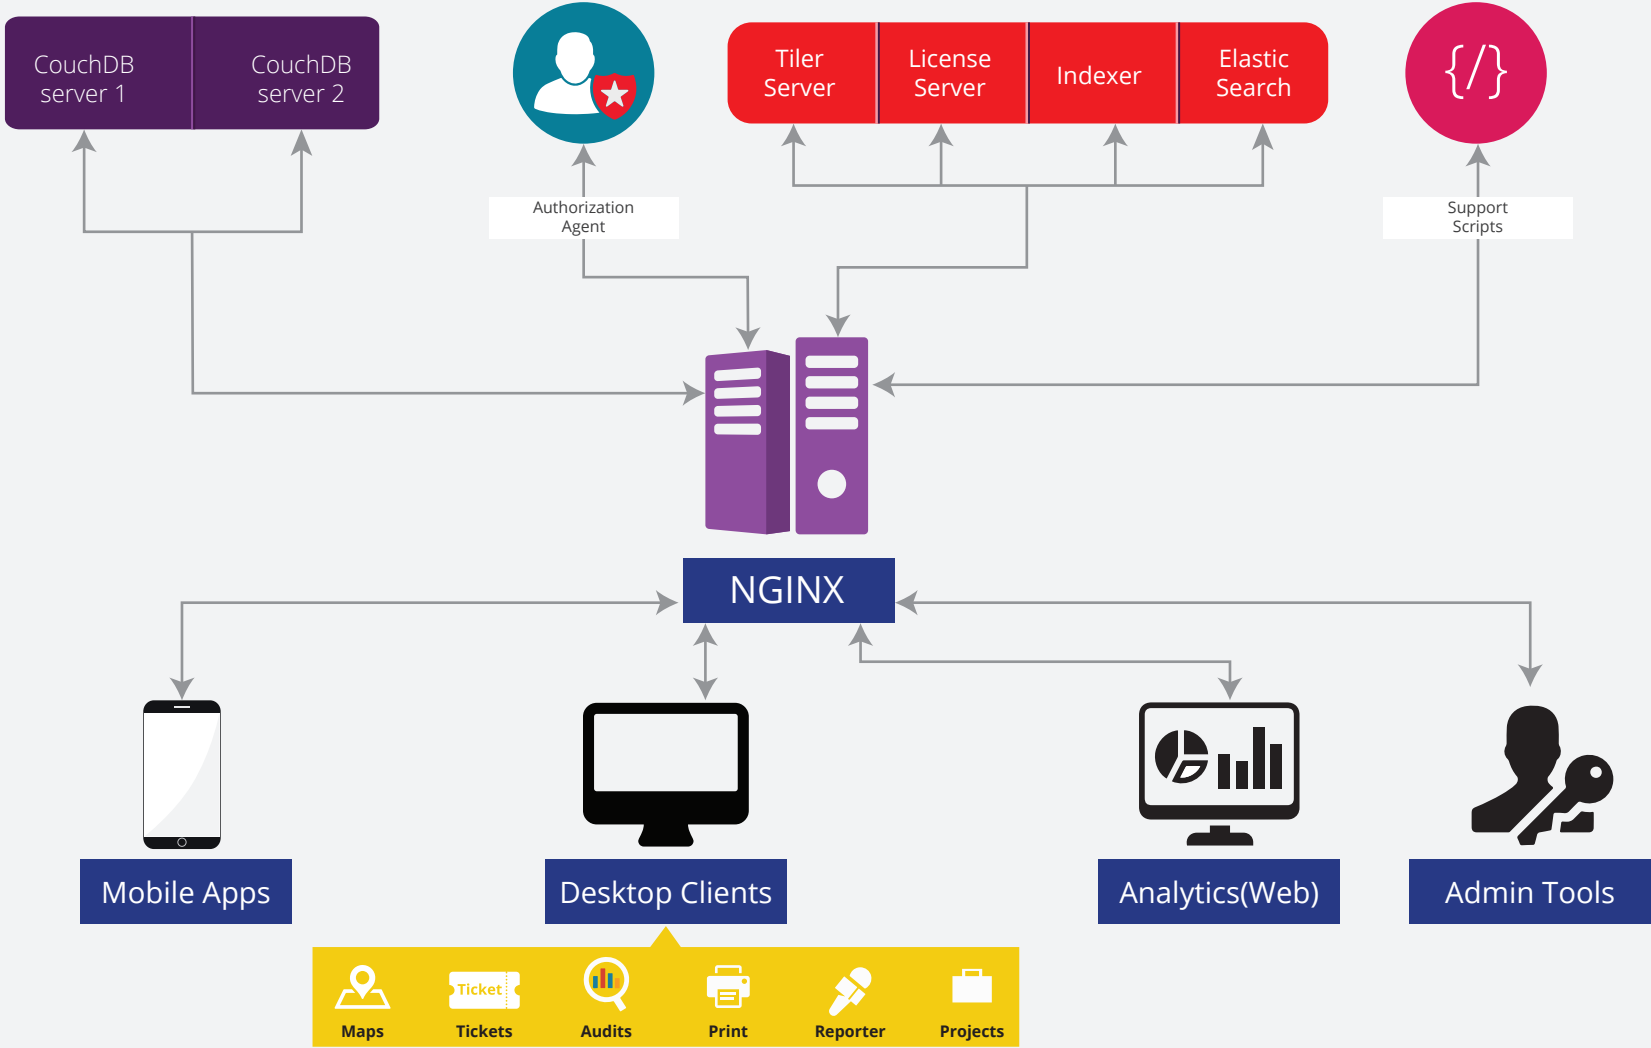 CouchDB
server 1
CouchDB
server 2
Tiler
Server
License
Server
Indexer
Elastic
Search
{/}
Authorization
Agent
Support
Scripts
NGINX
Mobile Apps
Desktop Clients
Analytics(Web)
Admin Tools
Ticket
Maps
Tickets
Audits
Print
Reporter
Projects